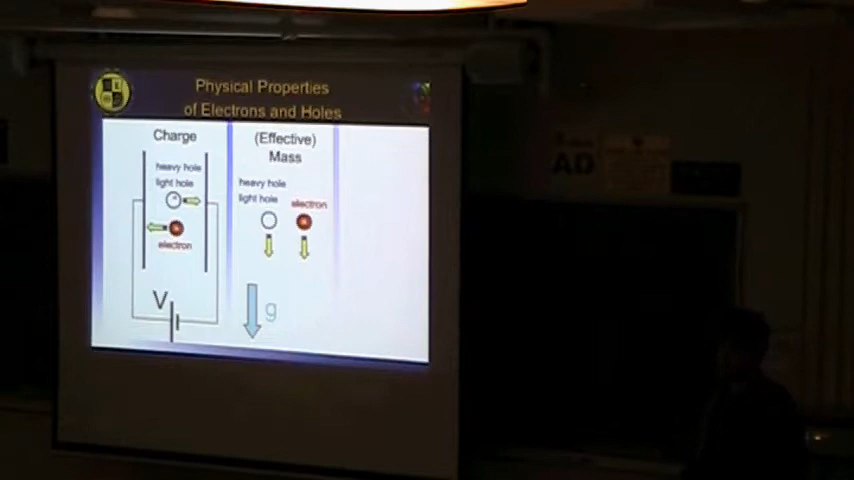 Physical Properties
of Electrons and Holes
Charge
heavy hole
light hole
electron
V
(Effective)
Mass
heavy hole
light hole
electron
g
AD